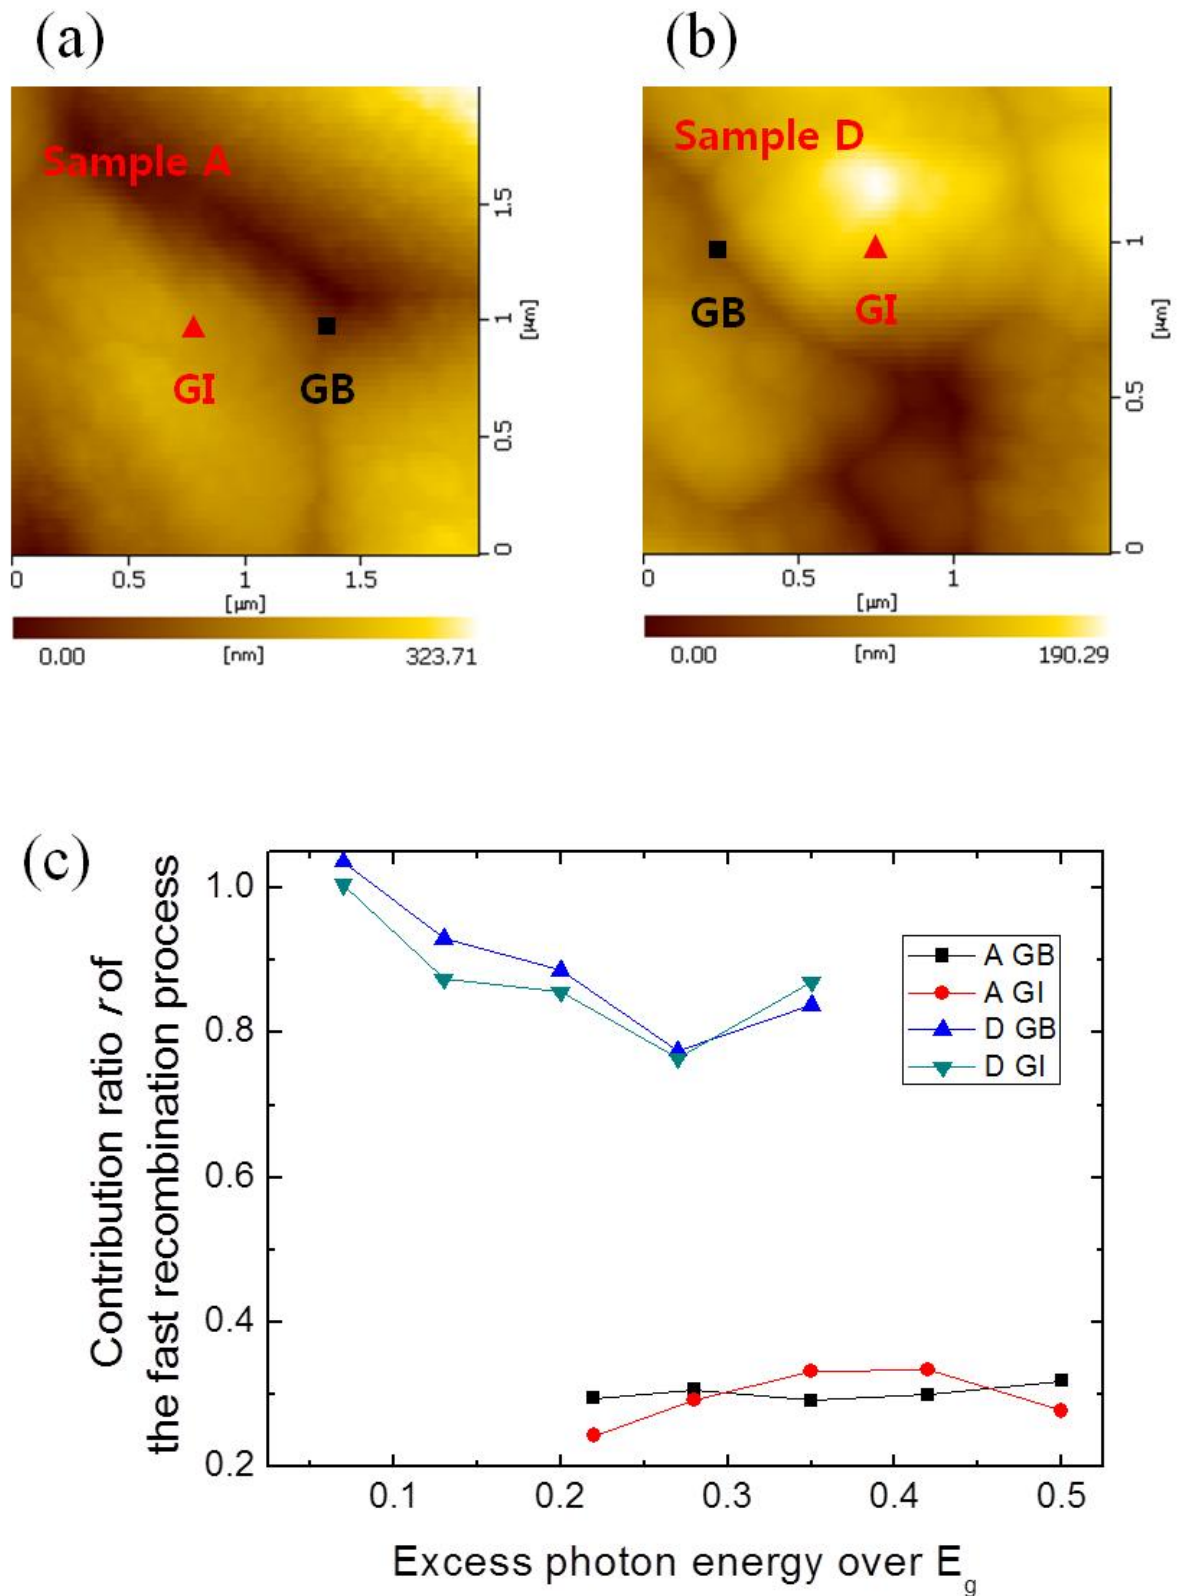 (a)
Sample A
GI
GB
0
0.5
1
1.5
[µm]
0
0.5
1
1.5
[µm]
0.00 [nm] 323.71
(b)
Sample D
GB
GI
0
0.5
1
[µm]
0
0.5
1
[µm]
0.00 [nm] 190.29
(c)
Contribution ratio r of
the fast recombination process
1.0
0.8
0.6
0.4
0.2
A GB
A GI
D GB
D GI
0.1 0.2 0.3 0.4 0.5
Excess photon energy over Eg